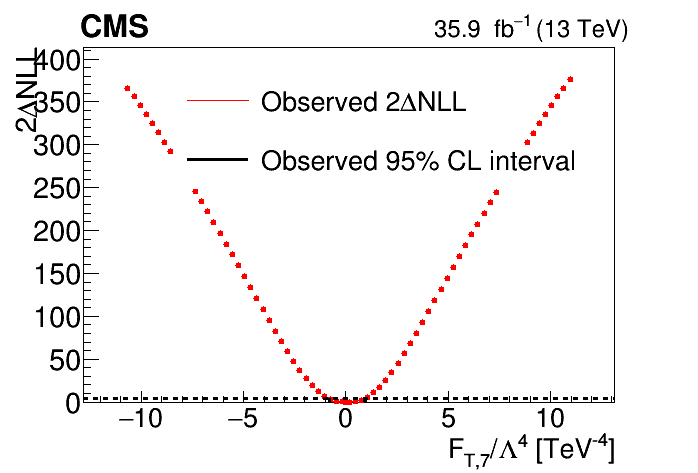 CMS
35.9 fb⁻¹ (13 TeV)
2ΔNLL
400
350
300
250
200
150
100
50
0
Observed 2ΔNLL
Observed 95% CL interval
−10 −5 0 5 10
F_T,7/Λ⁴ [TeV⁻⁴]